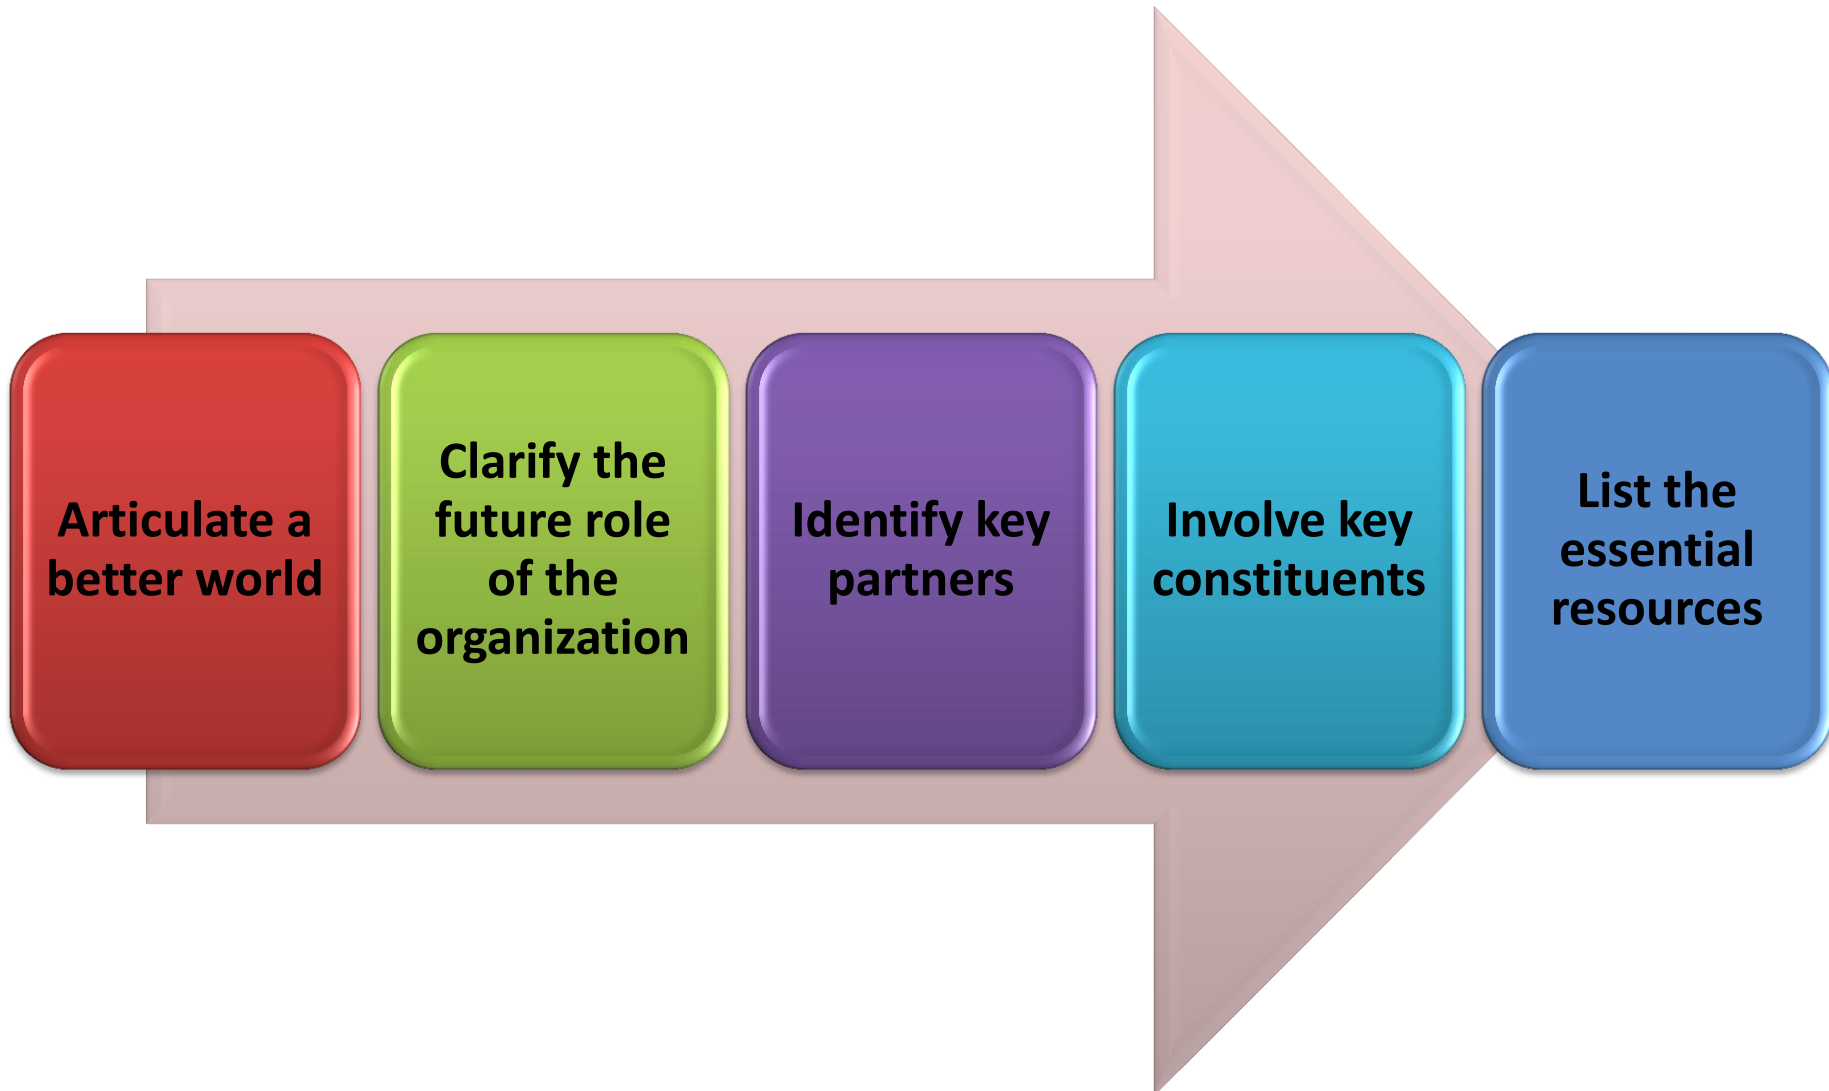 Articulate a
better world
Clarify the
future role
of the
organization
Identify key
partners
Involve key
constituents
List the
essential
resources